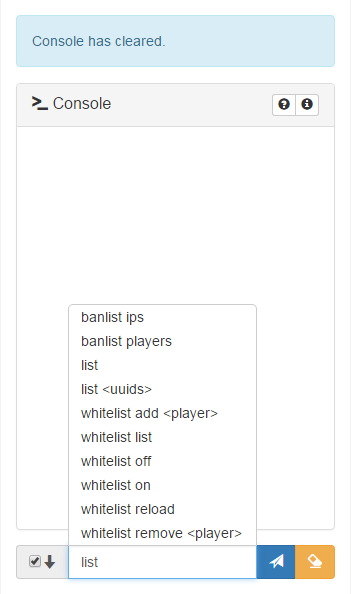 Console has cleared.
Console
banlist ips
banlist players
list
list <uuids>
whitelist add <player>
whitelist list
whitelist off
whitelist on
whitelist reload
whitelist remove <player>
list